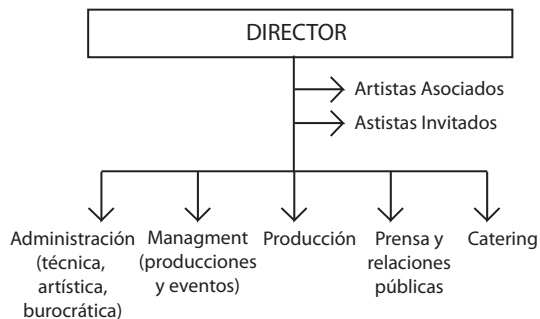 DIRECTOR
Artistas Asociados
Astistas Invitados
Administración
(técnica,
artística,
burocrática)
Managment
(producciones
y eventos)
Producción
Prensa y
relaciones
públicas
Catering